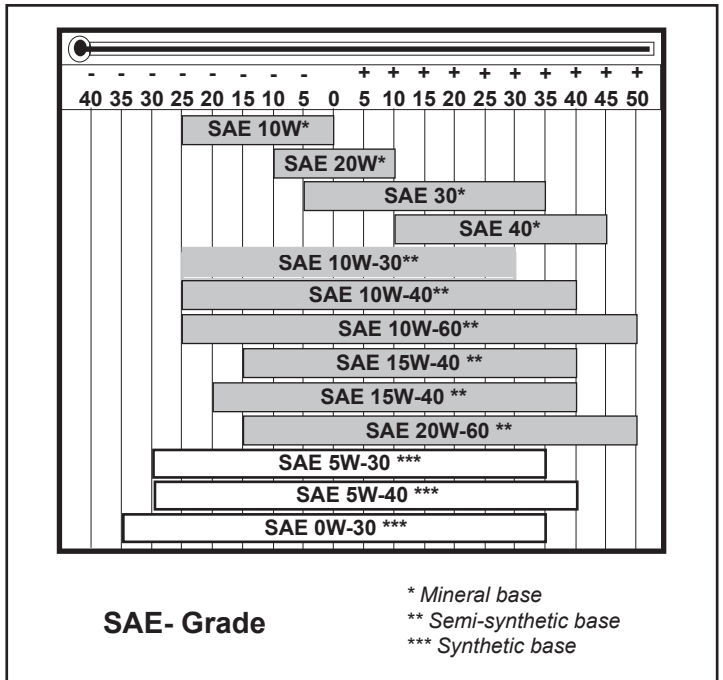 - - - - - - - - + + + + + + + + + +
40 35 30 25 20 15 10 5 0 5 10 15 20 25 30 35 40 45 50
SAE 10W*
SAE 20W*
SAE 30*
SAE 40*
SAE 10W-30**
SAE 10W-40**
SAE 10W-60**
SAE 15W-40 **
SAE 15W-40 **
SAE 20W-60 **
SAE 5W-30 ***
SAE 5W-40 ***
SAE 0W-30 ***
SAE- Grade
* Mineral base
** Semi-synthetic base
*** Synthetic base